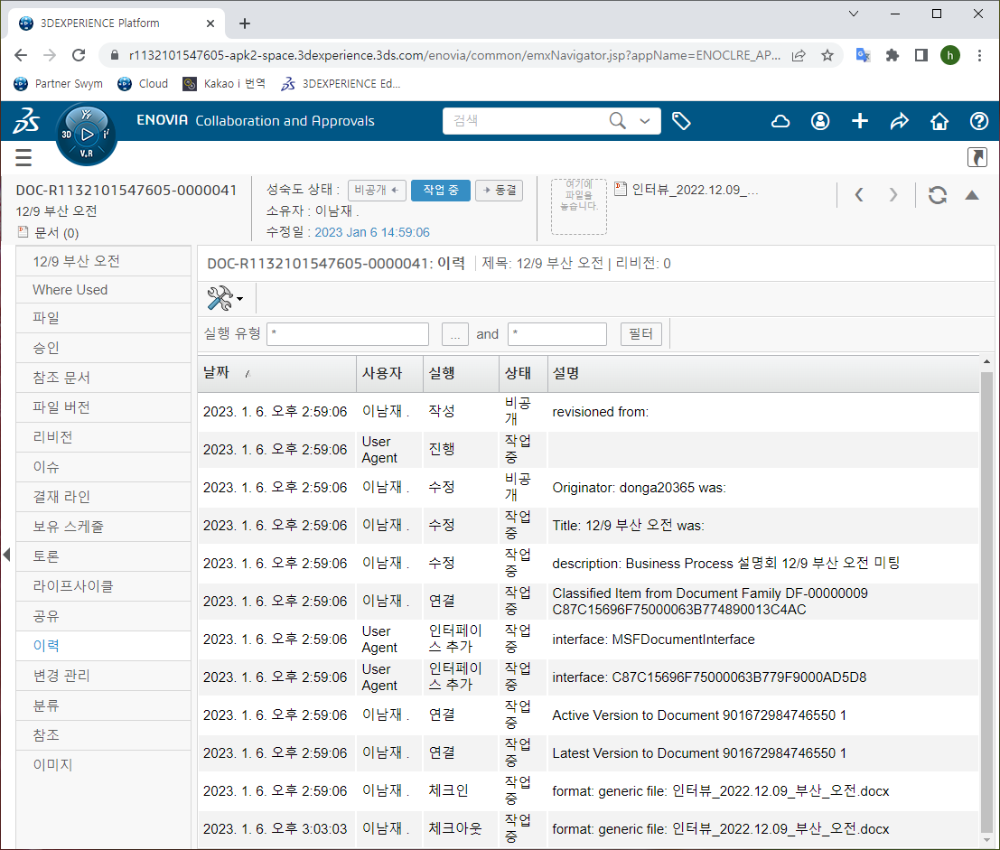 3DEXPERIENCE Platform
r1132101547605-apk2-space.3dexperience.3ds.com/enovia/common/emxNavigator.jsp?appName=ENOCLRE_AP...
h
Partner Swym Cloud Kakao i 번역 3DEXPERIENCE Ed...
3D V.R
ENOVIA Collaboration and Approvals
검색
DOC-R1132101547605-0000041
12/9 부산 오전
문서 (0)
성숙도 상태 : 비공개 작업 중 동결
소유자 : 이남재 .
수정일 : 2023 Jan 6 14:59:06
여기에
파일을
놓습니다.
인터뷰_2022.12.09_...
12/9 부산 오전
Where Used
파일
승인
참조 문서
파일 버전
리비전
이슈
결재 라인
보유 스케줄
토론
라이프사이클
공유
이력
변경 관리
분류
참조
이미지
DOC-R1132101547605-0000041: 이력 제목: 12/9 부산 오전 | 리비전: 0
실행 유형 * ... and * 필터
날짜 사용자 실행 상태 설명
2023. 1. 6. 오후 2:59:06 이남재 . 작성 비공개 revisioned from:
2023. 1. 6. 오후 2:59:06 User Agent 진행 작업 중
2023. 1. 6. 오후 2:59:06 이남재 . 수정 비공개 Originator: donga20365 was:
2023. 1. 6. 오후 2:59:06 이남재 . 수정 작업 중 Title: 12/9 부산 오전 was:
2023. 1. 6. 오후 2:59:06 이남재 . 수정 작업 중 description: Business Process 설명회 12/9 부산 오전 미팅
2023. 1. 6. 오후 2:59:06 이남재 . 연결 작업 중 Classified Item from Document Family DF-00000009 C87C15696F75000063B774890013C4AC
2023. 1. 6. 오후 2:59:06 User Agent 인터페이스 추가 작업 중 interface: MSFDocumentInterface
2023. 1. 6. 오후 2:59:06 User Agent 인터페이스 추가 작업 중 interface: C87C15696F75000063B779F9000AD5D8
2023. 1. 6. 오후 2:59:06 이남재 . 연결 작업 중 Active Version to Document 901672984746550 1
2023. 1. 6. 오후 2:59:06 이남재 . 연결 작업 중 Latest Version to Document 901672984746550 1
2023. 1. 6. 오후 2:59:06 이남재 . 체크인 작업 중 format: generic file: 인터뷰_2022.12.09_부산_오전.docx
2023. 1. 6. 오후 3:03:03 이남재 . 체크아웃 작업 중 format: generic file: 인터뷰_2022.12.09_부산_오전.docx